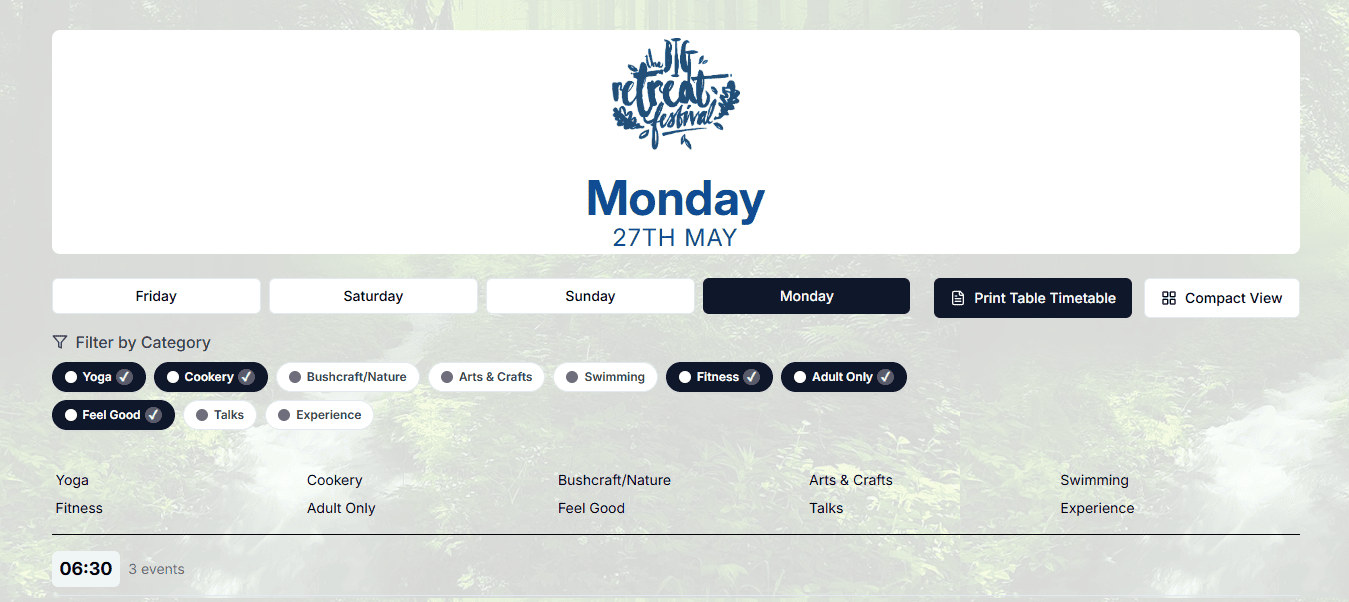 the BIG
retreat
festival
Monday
27TH MAY
Friday Saturday Sunday Monday Print Table Timetable Compact View
Filter by Category
Yoga Cookery Bushcraft/Nature Arts & Crafts Swimming Fitness Adult Only
Feel Good Talks Experience
Yoga Cookery Bushcraft/Nature Arts & Crafts Swimming
Fitness Adult Only Feel Good Talks Experience
06:30 3 events